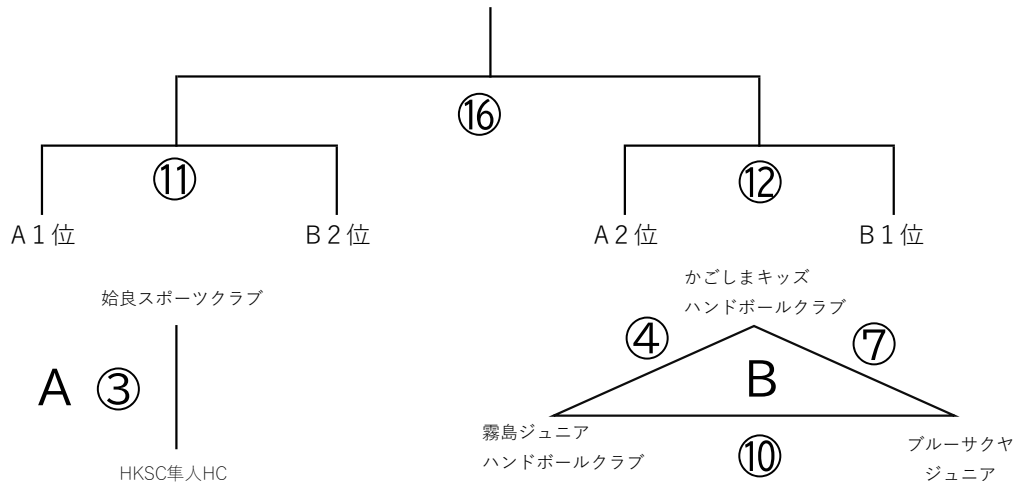 ⑯
⑪
⑫
A1位
B2位
A2位
B1位
姶良スポーツクラブ
A
③
HKSC隼人HC
かごしまキッズ
ハンドボールクラブ
④
⑦
B
霧島ジュニア
ハンドボールクラブ
⑩
ブルーサクヤ
ジュニア